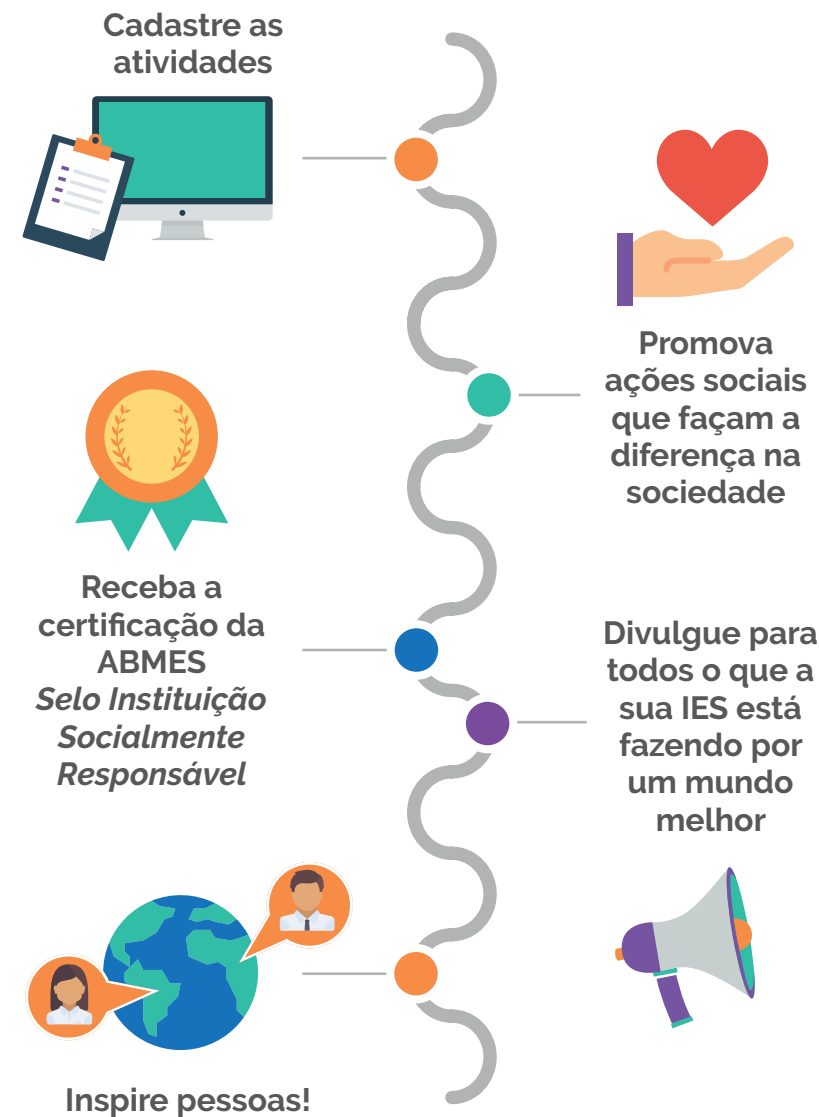 Cadastre as
atividades
Promova
ações sociais
que façam a
diferença na
sociedade
Receba a
certificação da
ABMES
Selo Instituição
Socialmente
Responsável
Divulgue para
todos o que a
sua IES está
fazendo por
um mundo
melhor
Inspire pessoas!